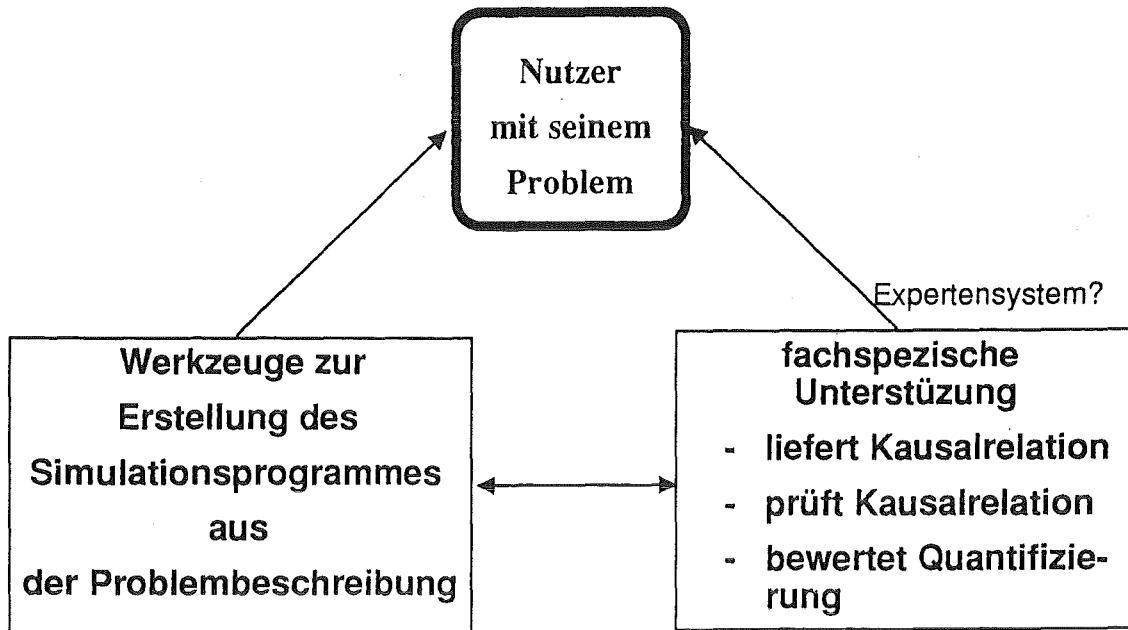 Nutzer
mit seinem
Problem
Expertensystem?
Werkzeuge zur
Erstellung des
Simulationsprogrammes
aus
der Problembeschreibung
fachspezische
Unterstüzung
- liefert Kausalrelation
- prüft Kausalrelation
- bewertet Quantifizie-
rung